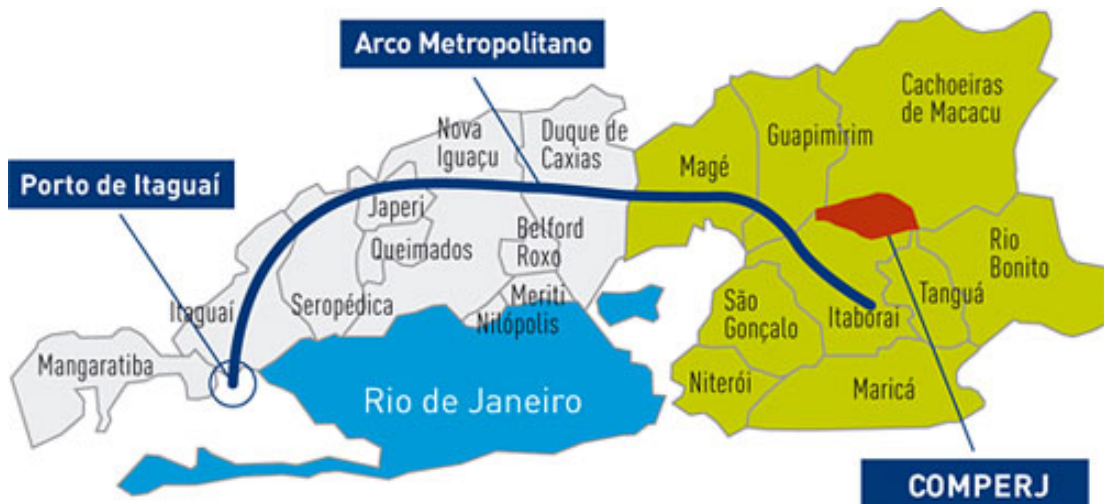 Arco Metropolitano
Cachoeiras
de Macacu
Nova
Iguaçu
Duque de
Caxias
Guapimirim
Magé
Porto de Itaguaí
Japeri
Belford
Roxo
Queimados
Rio
Bonito
Itaguaí
Seropédica
Meriti
Nilópolis
São
Gonçalo
Itaboraí
Tanguá
Mangaratiba
Rio de Janeiro
Niterói
Maricá
COMPERJ